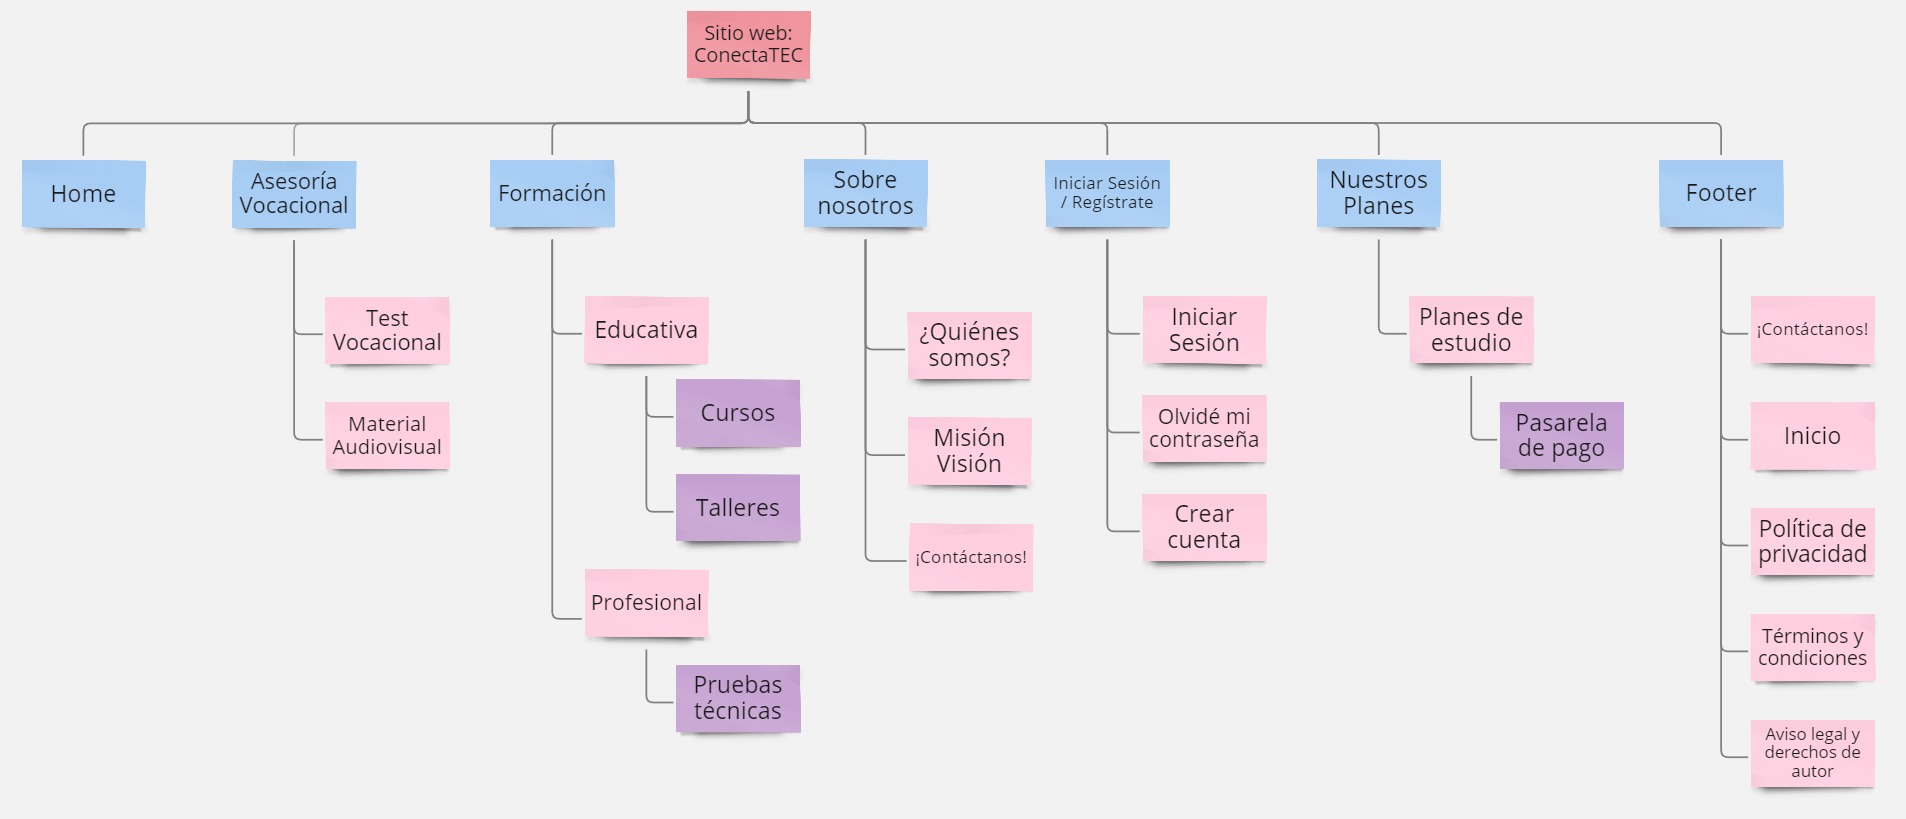 Sitio web:
ConectaTEC
Home
Asesoría
Vocacional
Formación
Sobre
nosotros
Iniciar Sesión
/ Regístrate
Nuestros
Planes
Footer
Test
Vocacional
Material
Audiovisual
Educativa
Cursos
Talleres
Profesional
Pruebas
técnicas
¿Quiénes
somos?
Misión
Visión
¡Contáctanos!
Iniciar
Sesión
Olvidé mi
contraseña
Crear
cuenta
Planes de
estudio
Pasarela
de pago
¡Contáctanos!
Inicio
Política de
privacidad
Términos y
condiciones
Aviso legal y
derechos de
autor